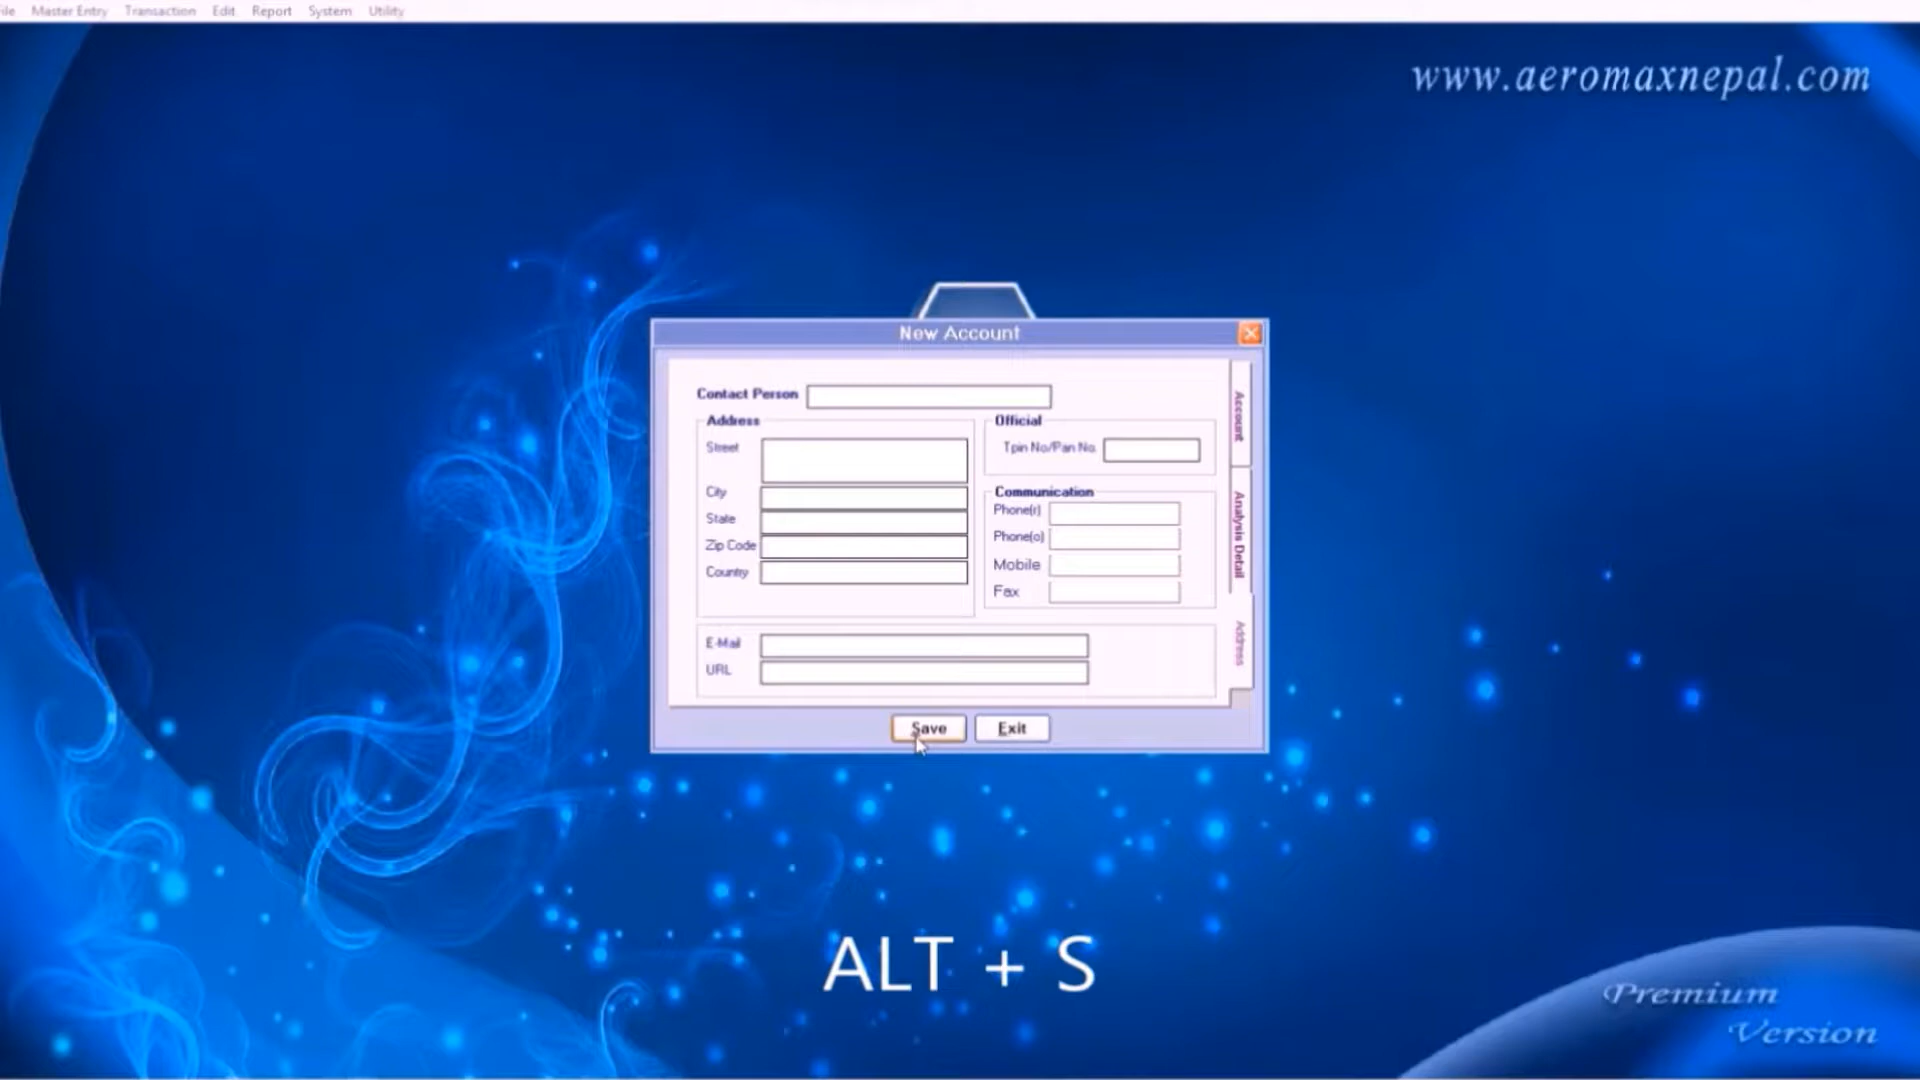 File Master Entry Transaction Edit Report System Utility
www.aeromaxnepal.com
New Account
Contact Person
Address
Street
City
State
Zip Code
Country
Official
Tpin No/Pan No.
Communication
Phone(r)
Phone(o)
Mobile
Fax
E-Mail
URL
Account
Analysis Detail
Address
Save Exit
ALT + S
Premium
Version